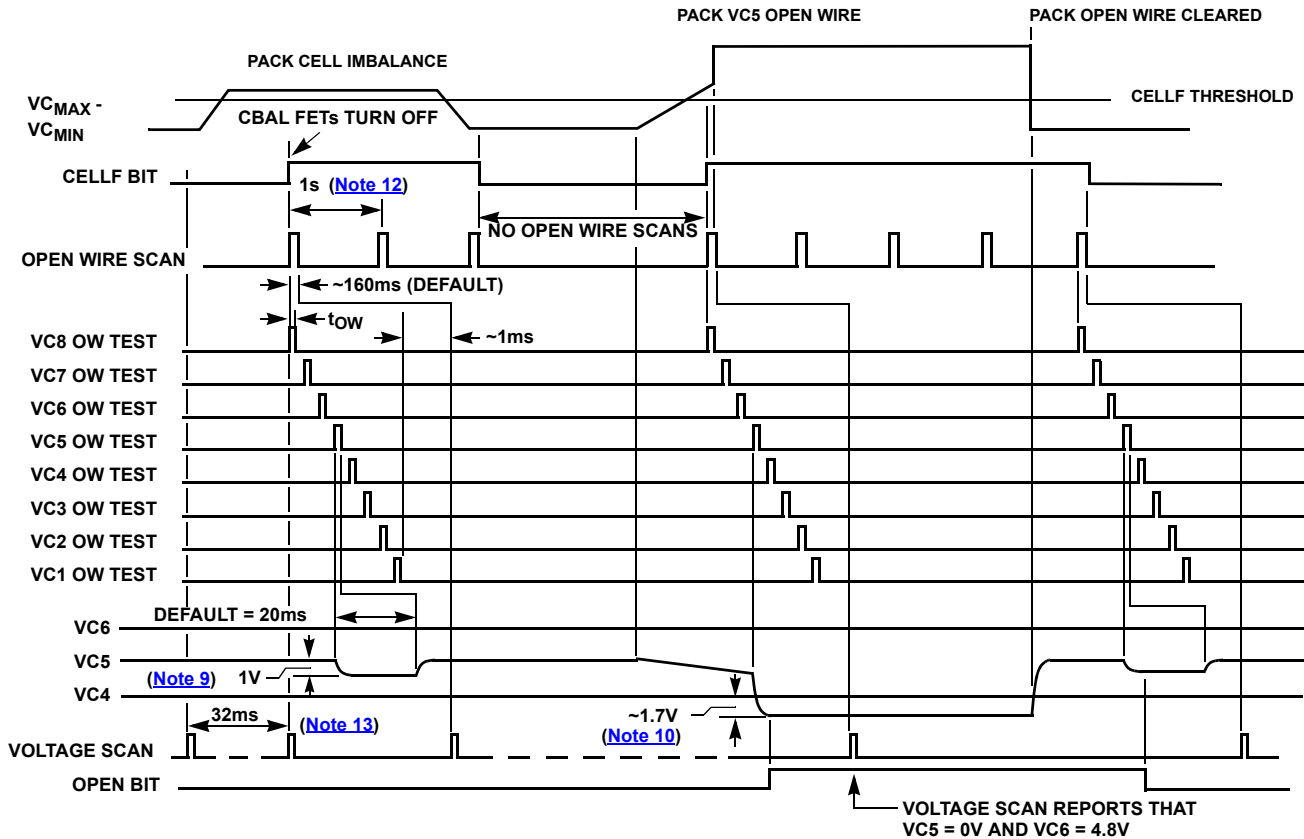 PACK VC5 OPEN WIRE
PACK OPEN WIRE CLEARED
PACK CELL IMBALANCE
VCMAX -
VCMIN
CELLF THRESHOLD
CBAL FETs TURN OFF
CELLF BIT
1s (Note 12)
NO OPEN WIRE SCANS
OPEN WIRE SCAN
~160ms (DEFAULT)
tOW
~1ms
VC8 OW TEST
VC7 OW TEST
VC6 OW TEST
VC5 OW TEST
VC4 OW TEST
VC3 OW TEST
VC2 OW TEST
VC1 OW TEST
DEFAULT = 20ms
VC6
VC5
(Note 9) 1V
VC4
32ms
(Note 13)
~1.7V
(Note 10)
VOLTAGE SCAN
OPEN BIT
VOLTAGE SCAN REPORTS THAT
VC5 = 0V AND VC6 = 4.8V